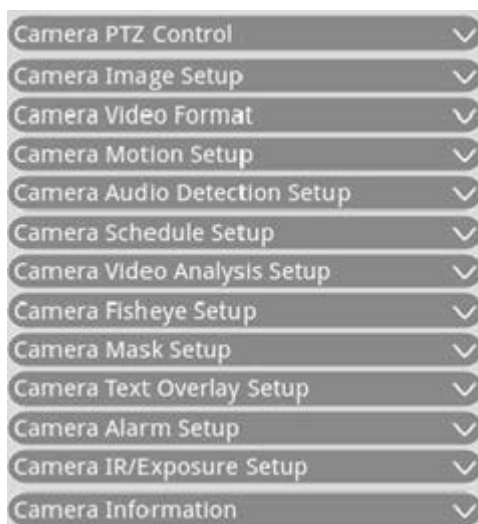 Camera PTZ Control
Camera Image Setup
Camera Video Format
Camera Motion Setup
Camera Audio Detection Setup
Camera Schedule Setup
Camera Video Analysis Setup
Camera Fisheye Setup
Camera Mask Setup
Camera Text Overlay Setup
Camera Alarm Setup
Camera IR/Exposure Setup
Camera Information